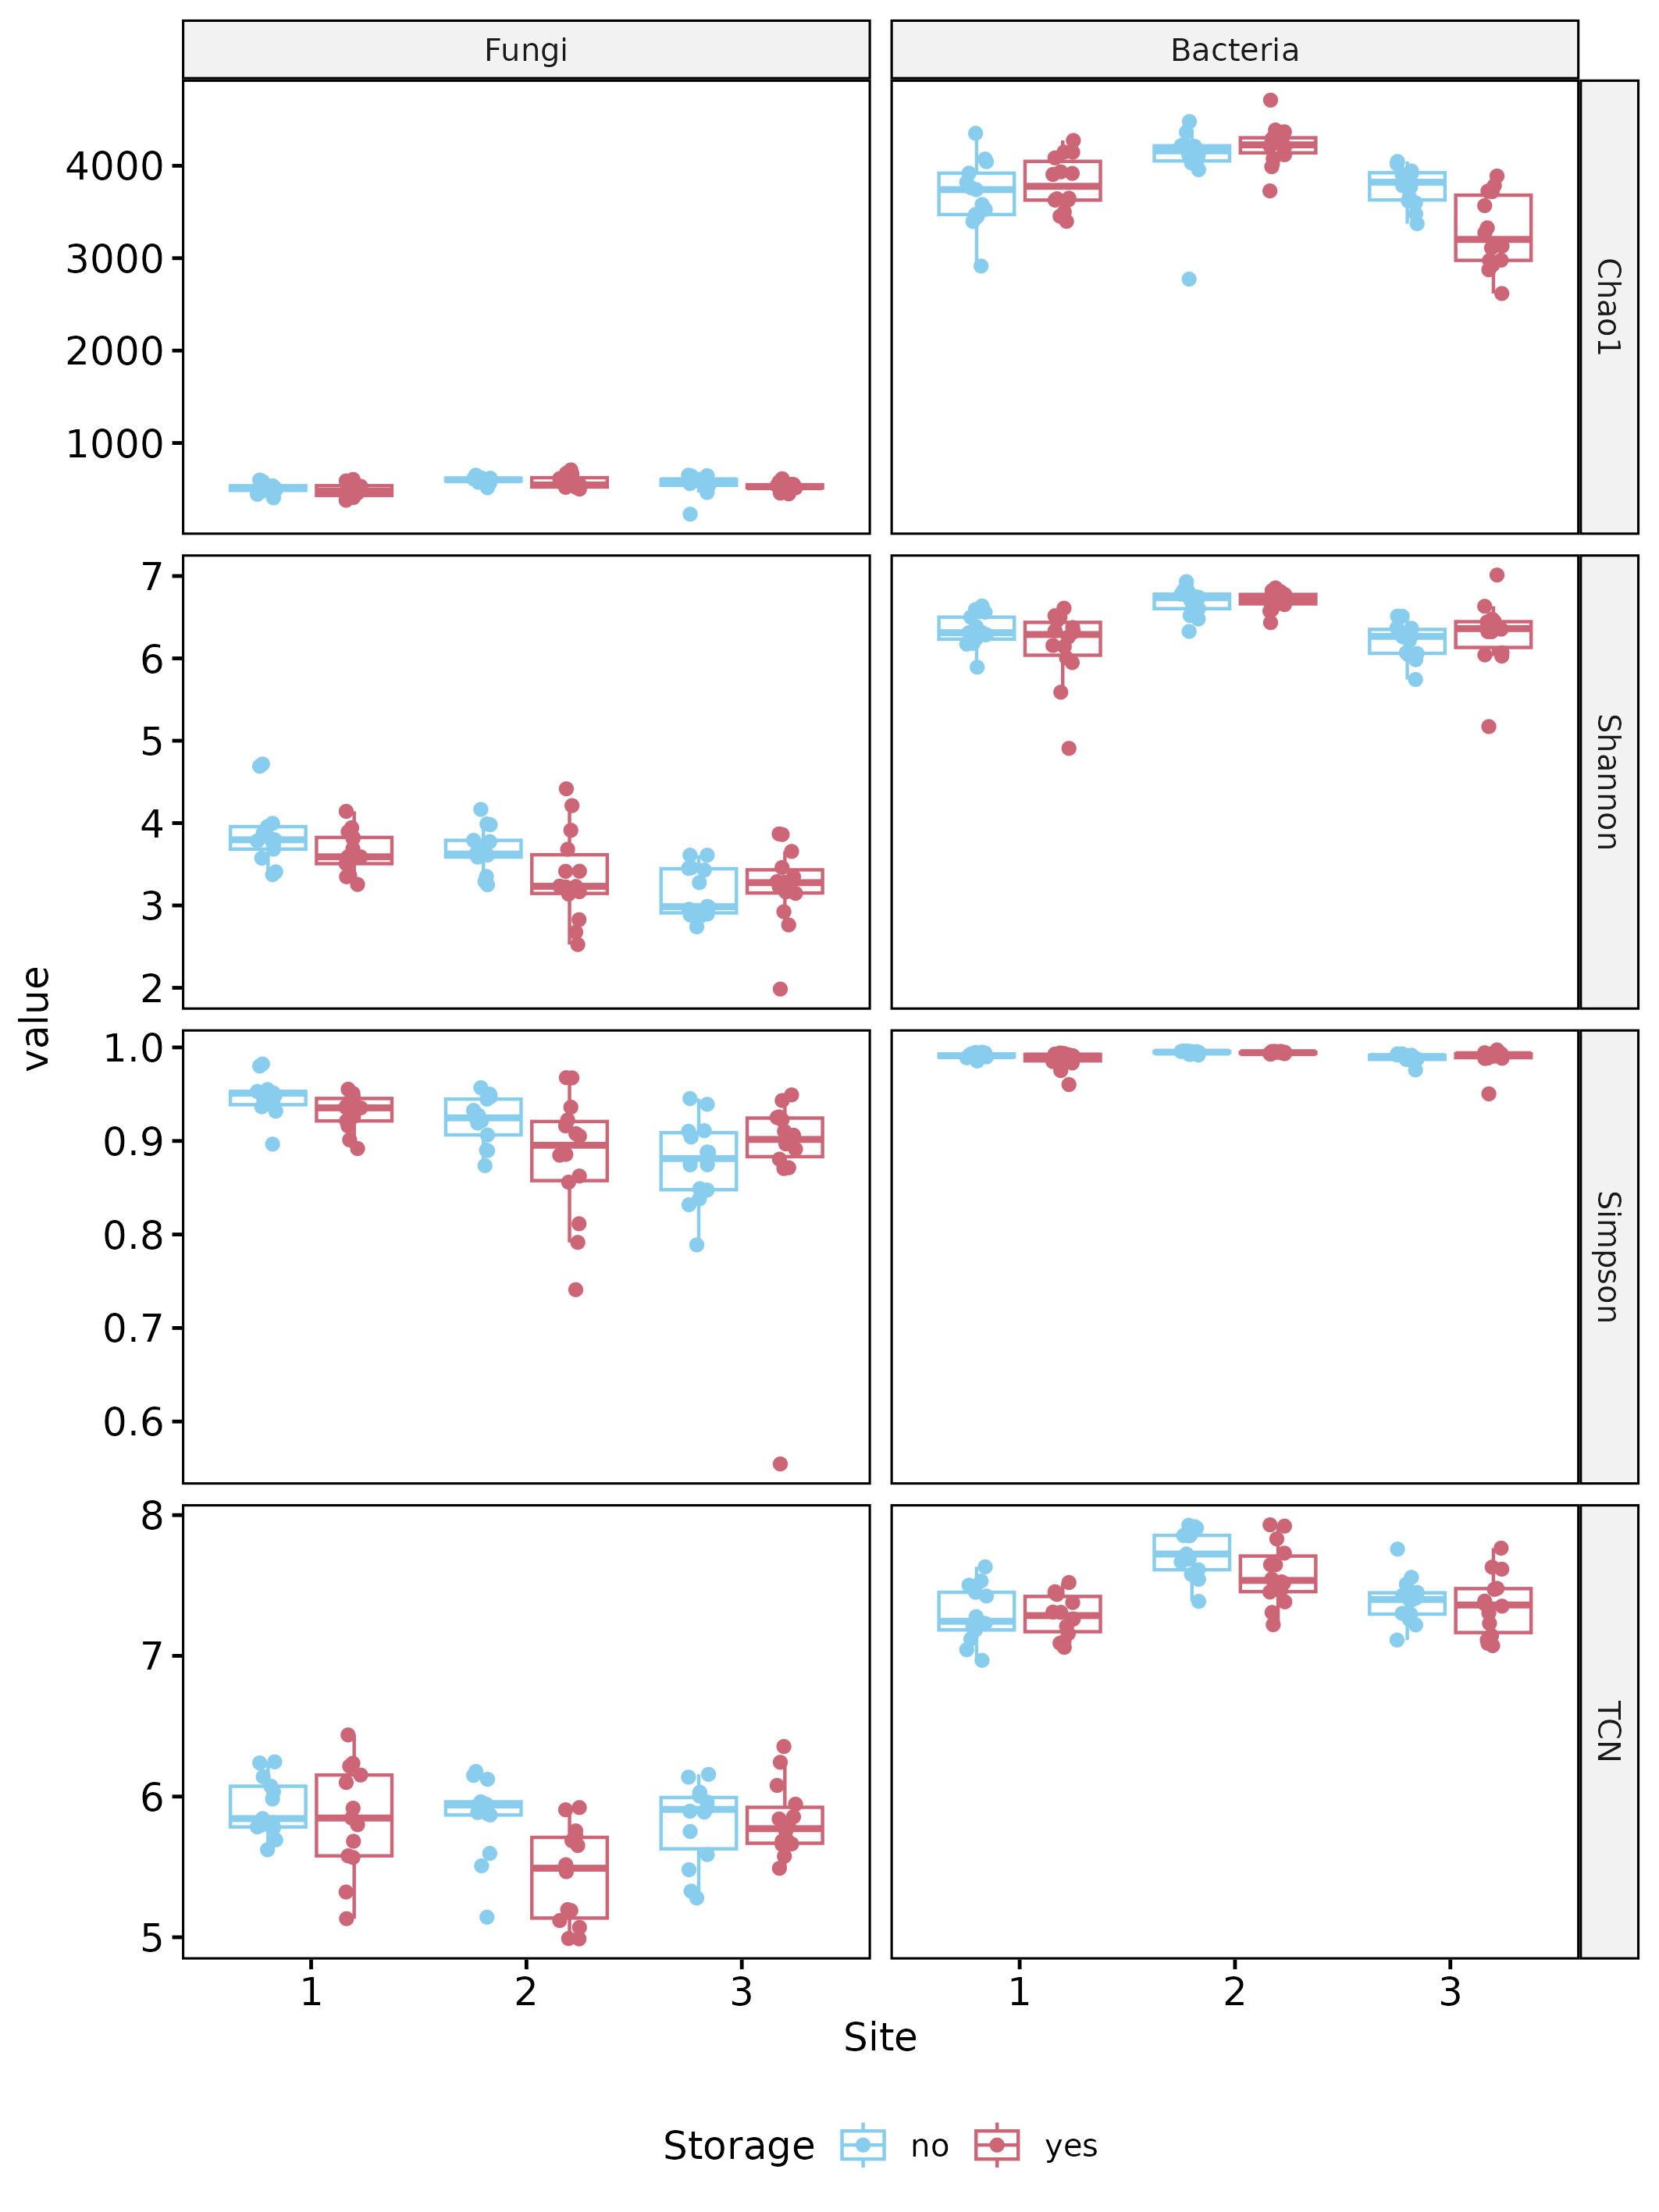 Fungi
Bacteria
4000
3000
2000
1000
Chao1
7
6
5
4
3
2
Shannon
value
1.0
0.9
0.8
0.7
0.6
Simpson
8
7
6
5
TCN
1 2 3 1 2 3
Site
Storage no yes